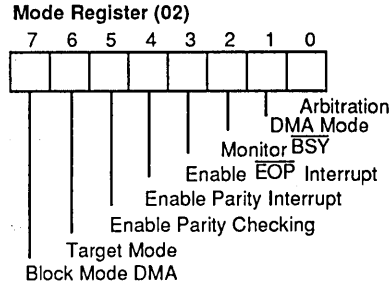 Mode Register (02)
7 6 5 4 3 2 1 0
Arbitration
DMA Mode
Monitor BSY
Enable EOP Interrupt
Enable Parity Interrupt
Enable Parity Checking
Target Mode
Block Mode DMA